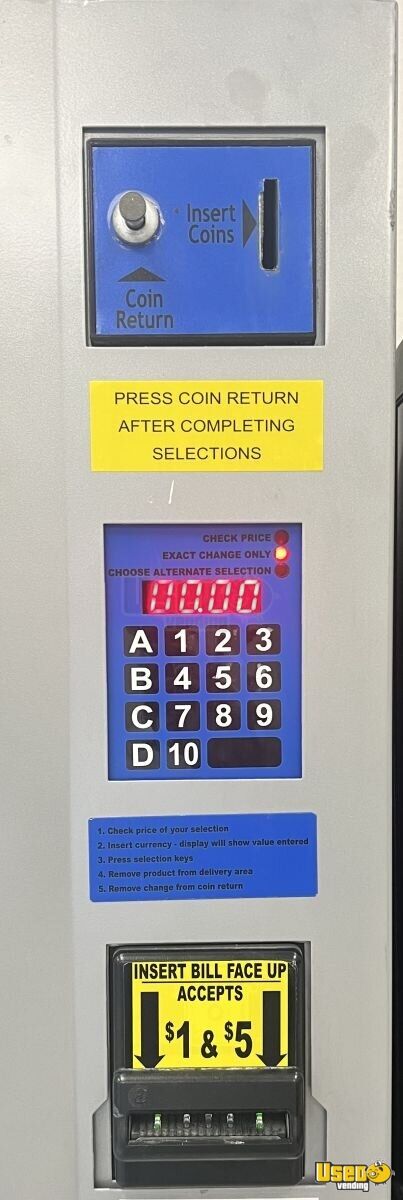 Insert
Coins
Coin
Return
PRESS COIN RETURN
AFTER COMPLETING
SELECTIONS
CHECK PRICE
EXACT CHANGE ONLY
CHOOSE ALTERNATE SELECTION
A 1 2 3
B 4 5 6
C 7 8 9
D 10
1. Check price of your selection
2. Insert currency - display will show value entered
3. Press selection keys
4. Remove product from delivery area
5. Remove change from coin return
INSERT BILL FACE UP
ACCEPTS
$1 & $5
Used
vending